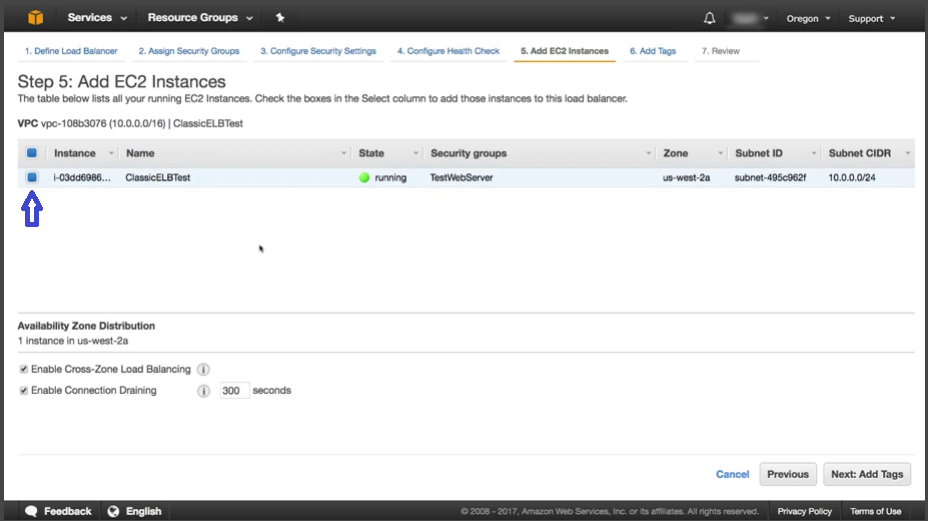 Services Resource Groups Oregon Support
1. Define Load Balancer 2. Assign Security Groups 3. Configure Security Settings 4. Configure Health Check 5. Add EC2 Instances 6. Add Tags 7. Review
Step 5: Add EC2 Instances
The table below lists all your running EC2 Instances. Check the boxes in the Select column to add those instances to this load balancer.
VPC vpc-108b3076 (10.0.0.0/16) | ClassicELBTest
Instance Name State Security groups Zone Subnet ID Subnet CIDR
i-03dd6986... ClassicELBTest running TestWebServer us-west-2a subnet-495c962f 10.0.0.0/24
Availability Zone Distribution
1 instance in us-west-2a
Enable Cross-Zone Load Balancing i
Enable Connection Draining i 300 seconds
Cancel Previous Next: Add Tags
Feedback English © 2008 - 2017, Amazon Web Services, Inc. or its affiliates. All rights reserved. Privacy Policy Terms of Use